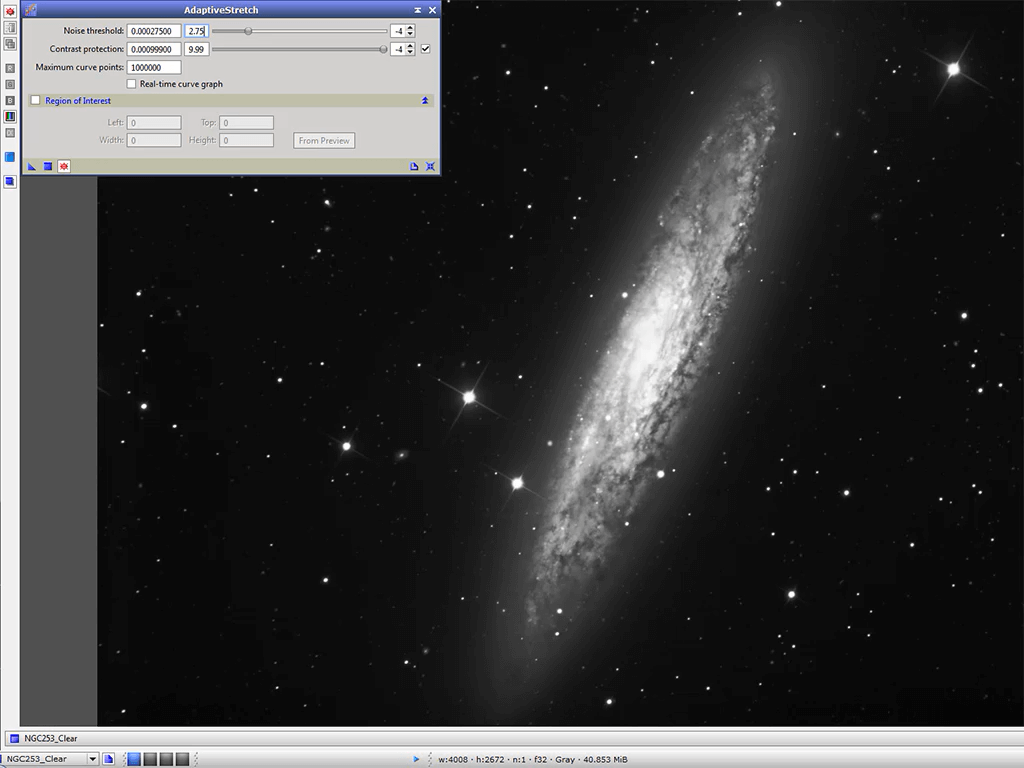 AdaptiveStretch
Noise threshold: 0.00027500 2.75 -4
Contrast protection: 0.00099900 9.99 -4
Maximum curve points: 1000000
Real-time curve graph
Region of Interest
Left: 0 Top: 0
Width: 0 Height: 0 From Preview
NGC253_Clear
NGC253_Clear w:4008 · h:2672 · n:1 · f32 · Gray · 40.853 MiB